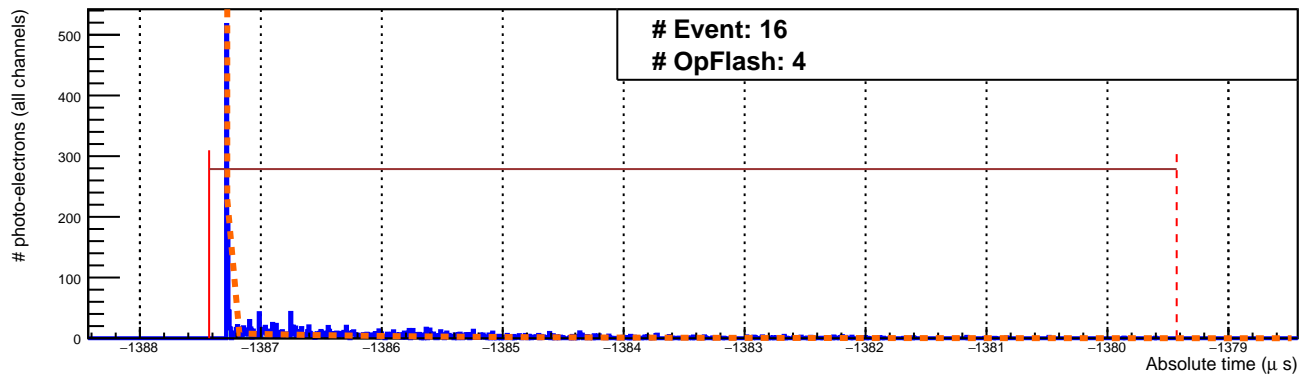 # Event: 16
# OpFlash: 4
# photo-electrons (all channels)
500
400
300
200
100
0
−1388 −1387 −1386 −1385 −1384 −1383 −1382 −1381 −1380 −1379
Absolute time (μ s)